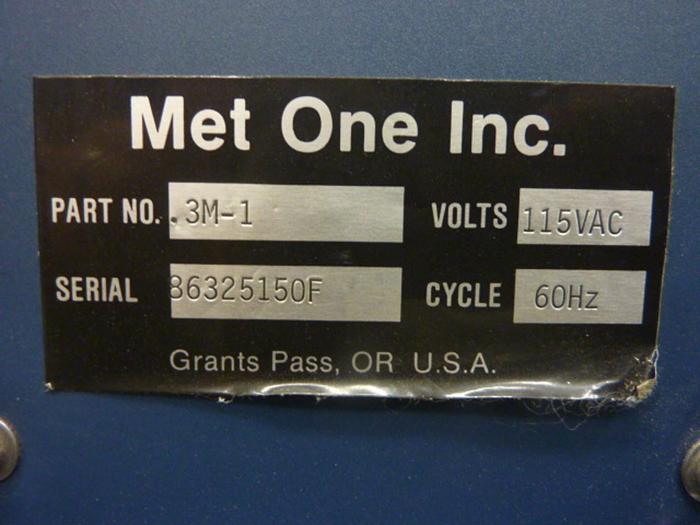 Met One Inc.
PART NO. .3M-1 VOLTS 115VAC
SERIAL 86325150F CYCLE 60Hz
Grants Pass, OR U.S.A.